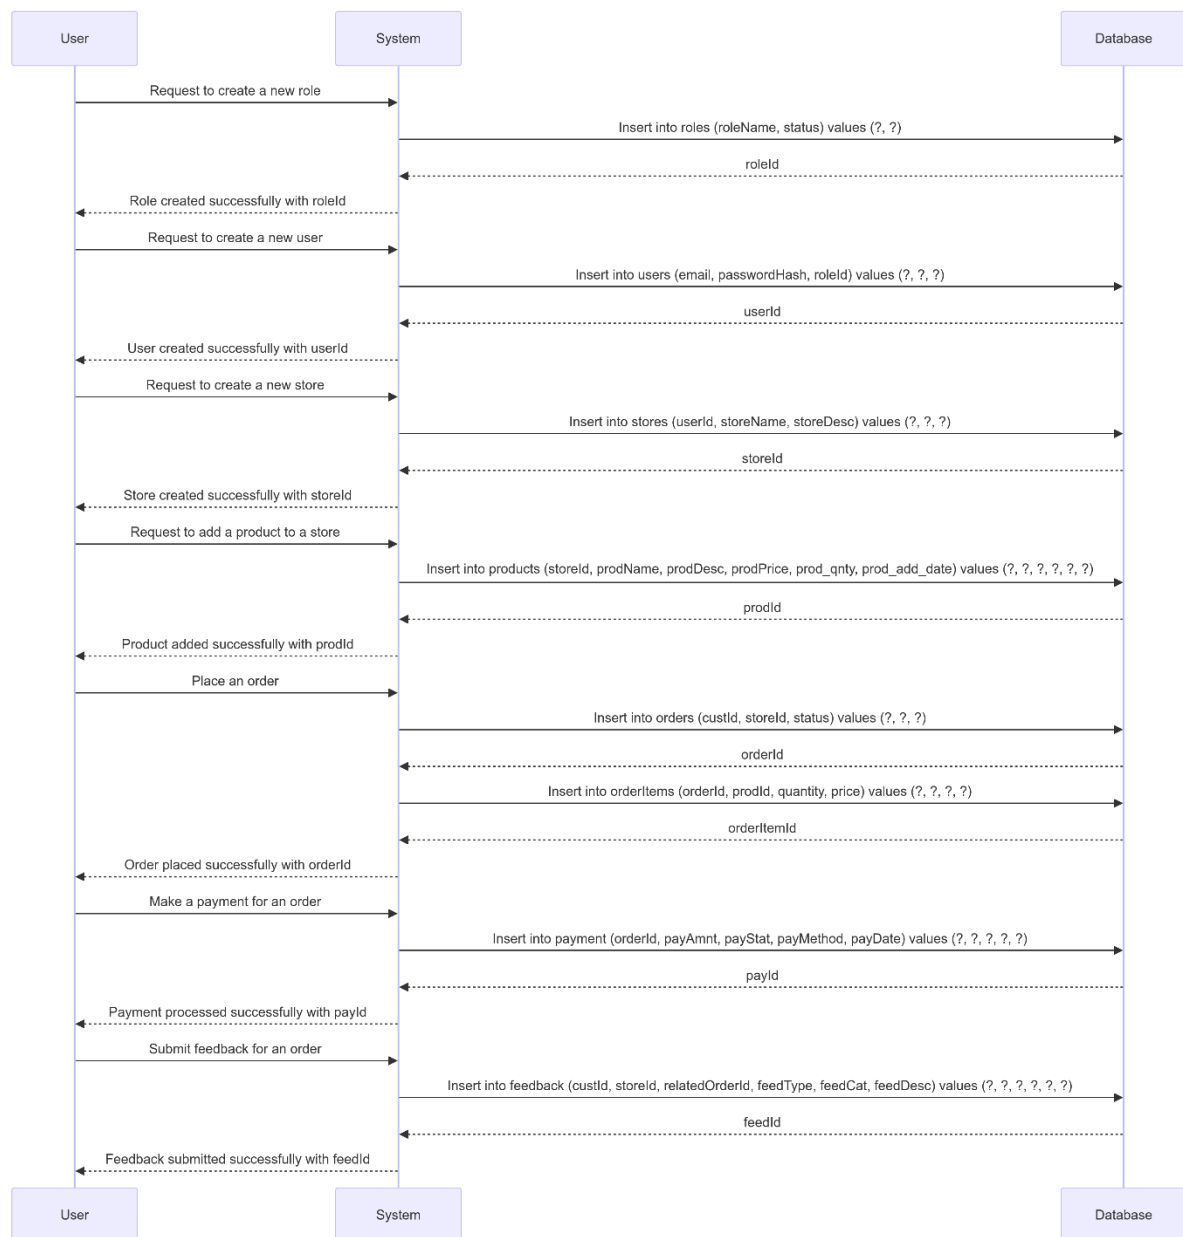 User
System
Database
Request to create a new role
Insert into roles (roleName, status) values (?, ?)
roleId
Role created successfully with roleId
Request to create a new user
Insert into users (email, passwordHash, roleId) values (?, ?, ?)
userId
User created successfully with userId
Request to create a new store
Insert into stores (userId, storeName, storeDesc) values (?, ?, ?)
storeId
Store created successfully with storeId
Request to add a product to a store
Insert into products (storeId, prodName, prodDesc, prodPrice, prod_qnty, prod_add_date) values (?, ?, ?, ?, ?, ?)
prodId
Product added successfully with prodId
Place an order
Insert into orders (custId, storeId, status) values (?, ?, ?)
orderId
Insert into orderItems (orderId, prodId, quantity, price) values (?, ?, ?, ?)
orderItemId
Order placed successfully with orderId
Make a payment for an order
Insert into payment (orderId, payAmnt, payStat, payMethod, payDate) values (?, ?, ?, ?, ?)
payId
Payment processed successfully with payId
Submit feedback for an order
Insert into feedback (custId, storeId, relatedOrderId, feedType, feedCat, feedDesc) values (?, ?, ?, ?, ?, ?)
feedId
Feedback submitted successfully with feedId
User
System
Database